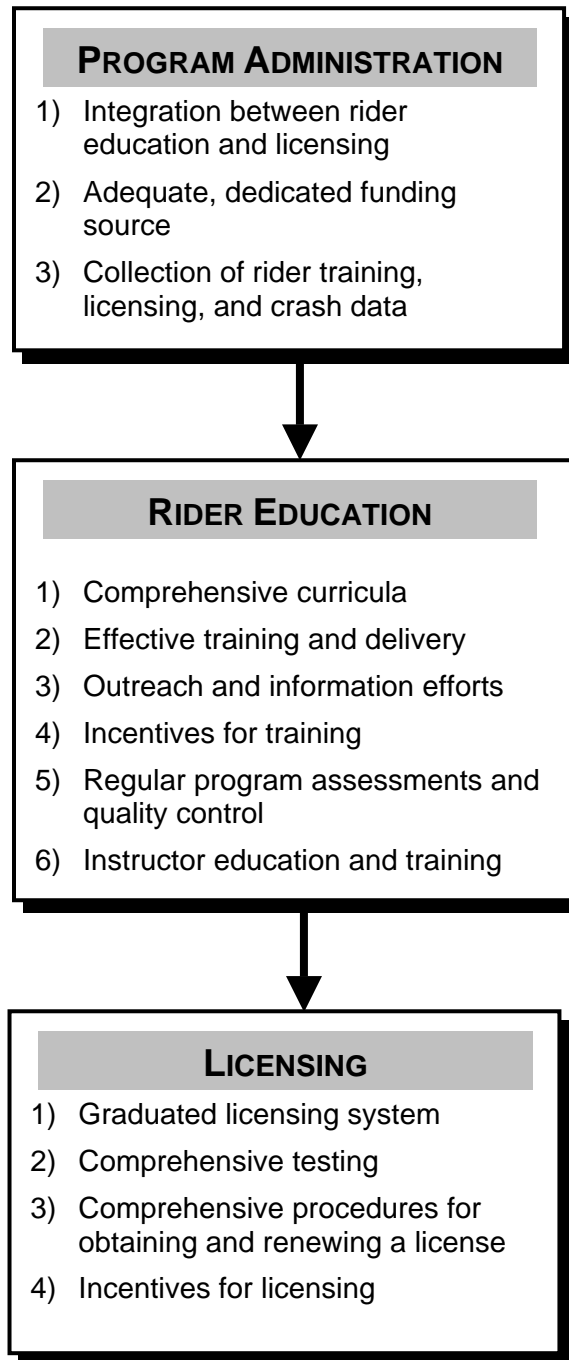 PROGRAM ADMINISTRATION
1) Integration between rider
education and licensing
2) Adequate, dedicated funding
source
3) Collection of rider training,
licensing, and crash data
RIDER EDUCATION
1) Comprehensive curricula
2) Effective training and delivery
3) Outreach and information efforts
4) Incentives for training
5) Regular program assessments and
quality control
6) Instructor education and training
LICENSING
1) Graduated licensing system
2) Comprehensive testing
3) Comprehensive procedures for
obtaining and renewing a license
4) Incentives for licensing